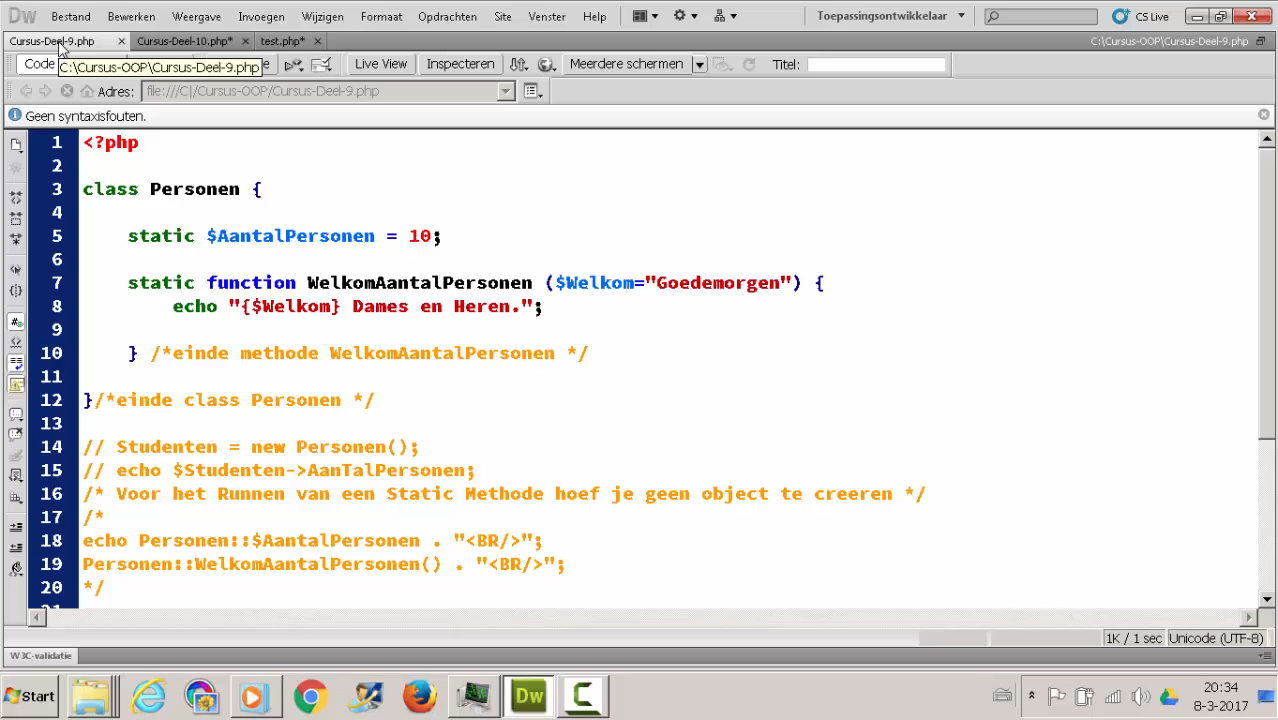 Dw Bestand Bewerken Weergave Invoegen Wijzigen Formaat Opdrachten Site Help Toepassingsontwikkelaar CS Live
Cursus-Deel-9.php Cursus-Deel-10.php* test.php* C:\Cursus-OOP\Cursus-Deel-9.php
Code Live View Inspecteren Meerdere schermen Titel:
C:\Cursus-OOP\Cursus-Deel-9.php
Adres: file:///C|/Cursus-OOP/Cursus-Deel-9.php
Geen syntaxisfouten.
1 <?php
2
3 class Personen {
4
5 static $AantalPersonen = 10;
6
7 static function WelkomAantalPersonen ($Welkom="Goedemorgen") {
8 echo "{$Welkom} Dames en Heren.";
9
10 } /*einde methode WelkomAantalPersonen */
11
12 }/*einde class Personen */
13
14 // Studenten = new Personen();
15 // echo $Studenten->AanTalPersonen;
16 /* Voor het Runnen van een Static Methode hoef je geen object te creeren */
17 /*
18 echo Personen::$AantalPersonen . "<BR/>";
19 Personen::WelkomAantalPersonen() . "<BR/>";
20 */
1K / 1 sec Unicode (UTF-8)
W3C-validatie
Start Dw 20:34
8-3-2017